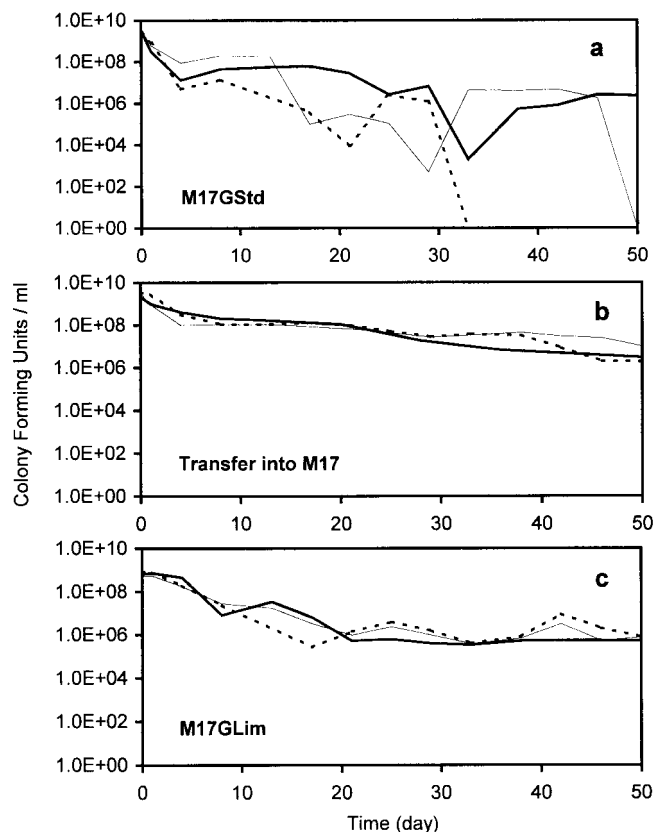 1.0E+10
1.0E+08
1.0E+06
1.0E+04
1.0E+02
1.0E+00
a
M17GStd
0 10 20 30 40 50
1.0E+10
1.0E+08
1.0E+06
1.0E+04
1.0E+02
1.0E+00
b
Transfer into M17
0 10 20 30 40 50
1.0E+10
1.0E+08
1.0E+06
1.0E+04
1.0E+02
1.0E+00
c
M17GLim
0 10 20 30 40 50
Colony Forming Units / ml
Time (day)